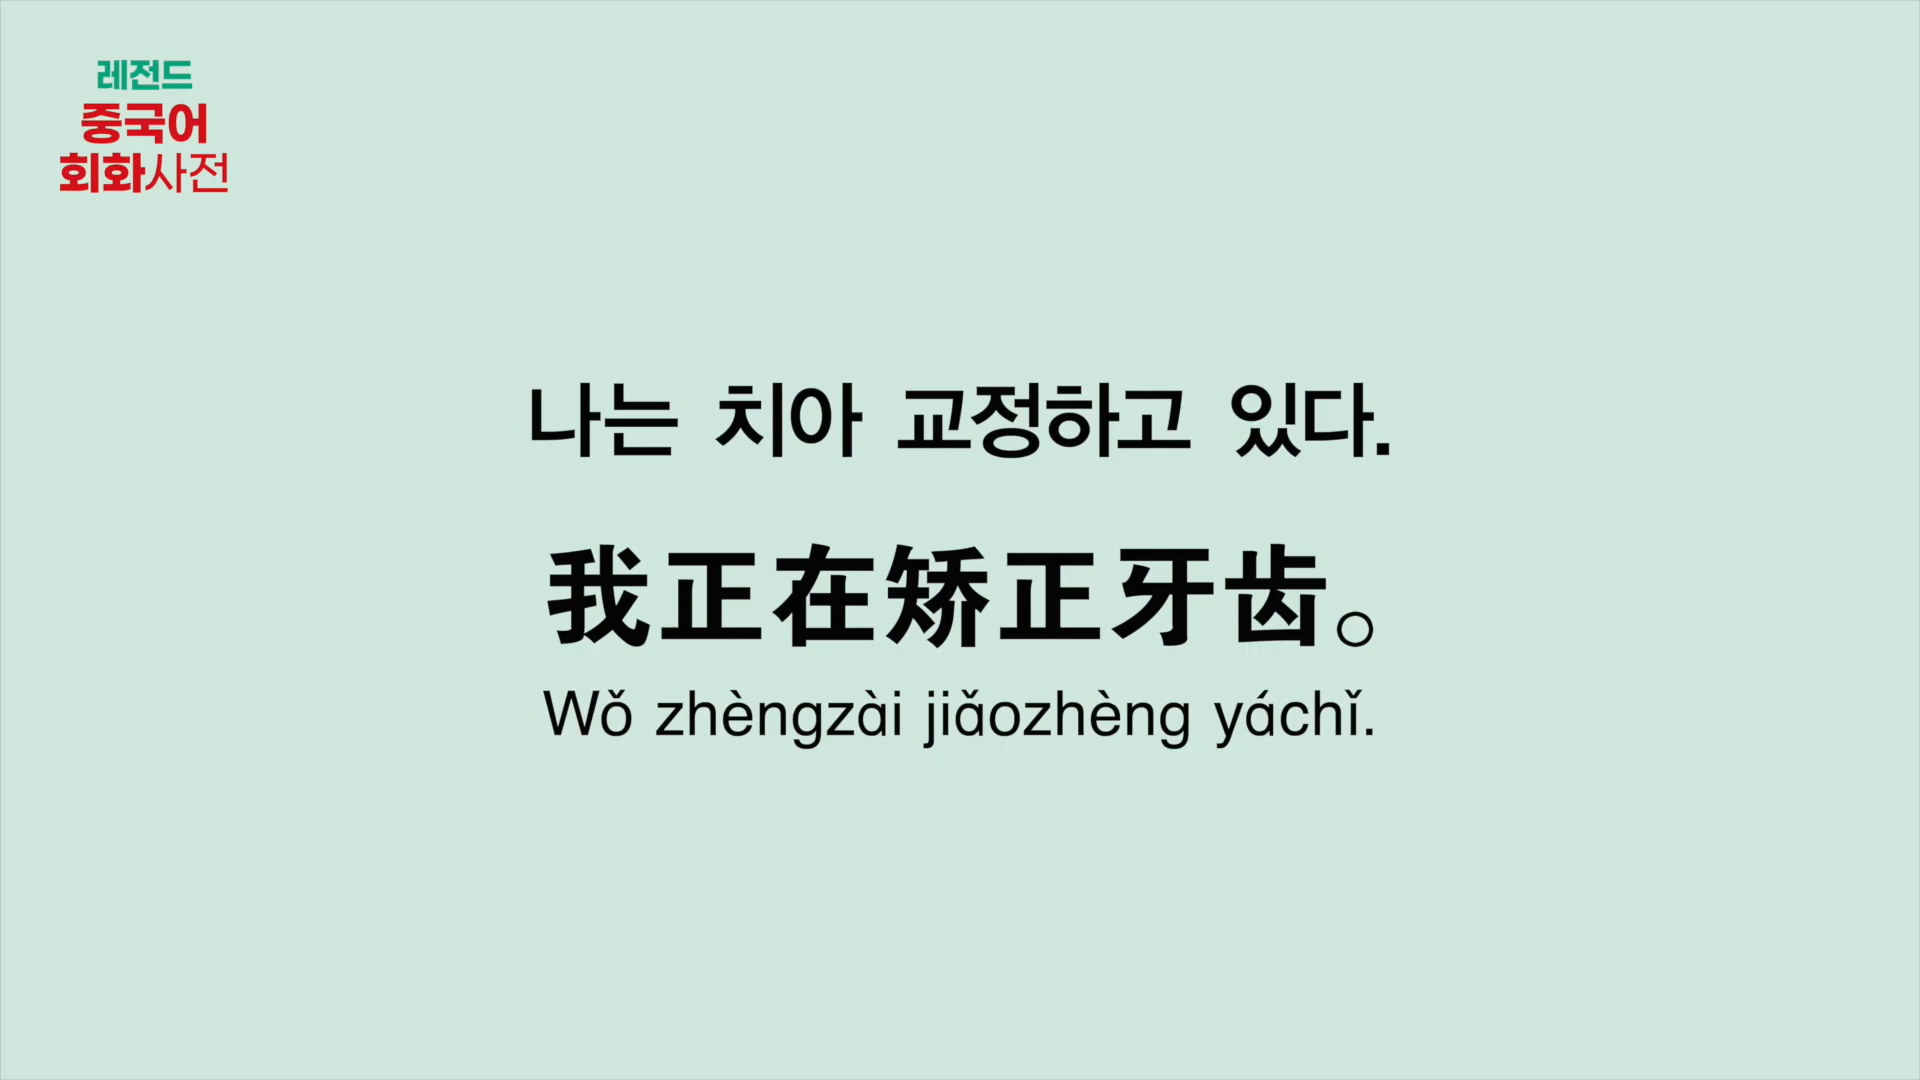 레전드
중국어
회화사전
나는 치아 교정하고 있다.
我正在矫正牙齿。
Wǒ zhèngzài jiǎozhèng yáchǐ.